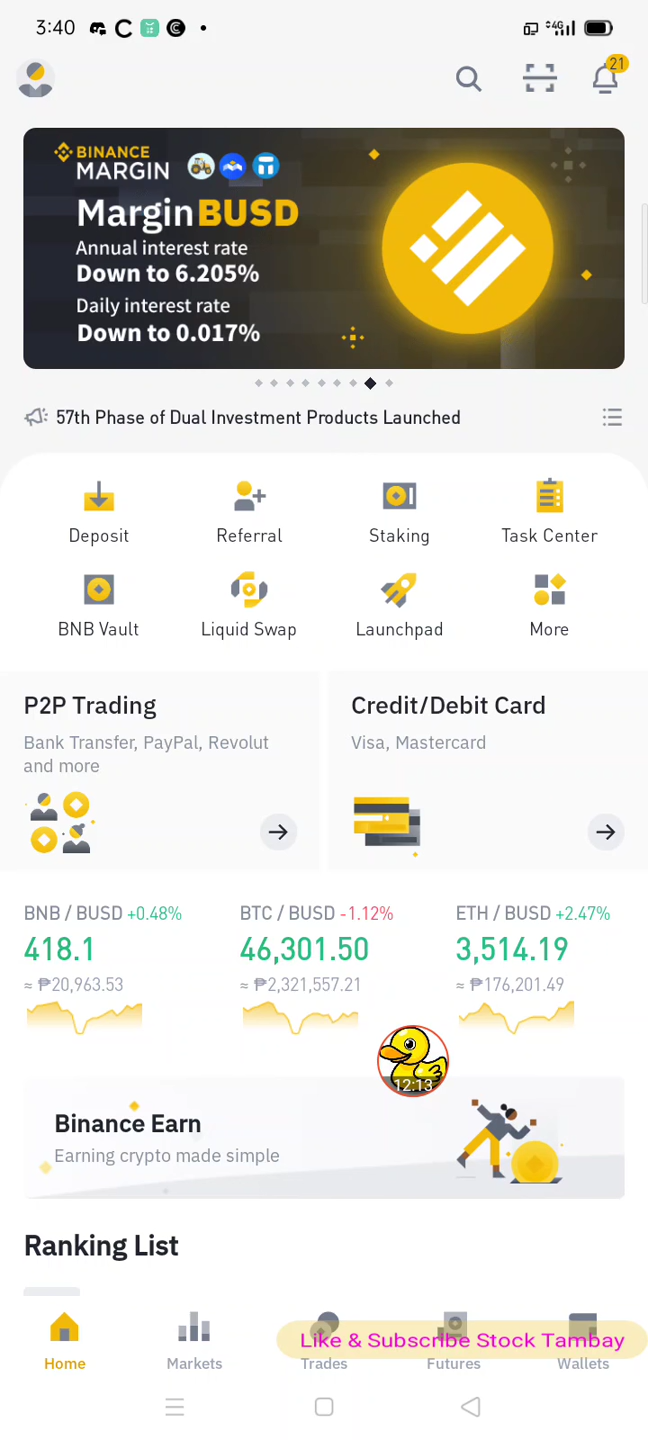 3:40
4G
21
BINANCE
MARGIN
Margin BUSD
Annual interest rate
Down to 6.205%
Daily interest rate
Down to 0.017%
57th Phase of Dual Investment Products Launched
Deposit Referral Staking Task Center
BNB Vault Liquid Swap Launchpad More
P2P Trading
Bank Transfer, PayPal, Revolut
and more
Credit/Debit Card
Visa, Mastercard
BNB / BUSD +0.48% BTC / BUSD -1.12% ETH / BUSD +2.47%
418.1 46,301.50 3,514.19
≈ ₱20,963.53 ≈ ₱2,321,557.21 ≈ ₱176,201.49
12:13
Binance Earn
Earning crypto made simple
Ranking List
Like & Subscribe Stock Tambay
Home Markets Trades Futures Wallets